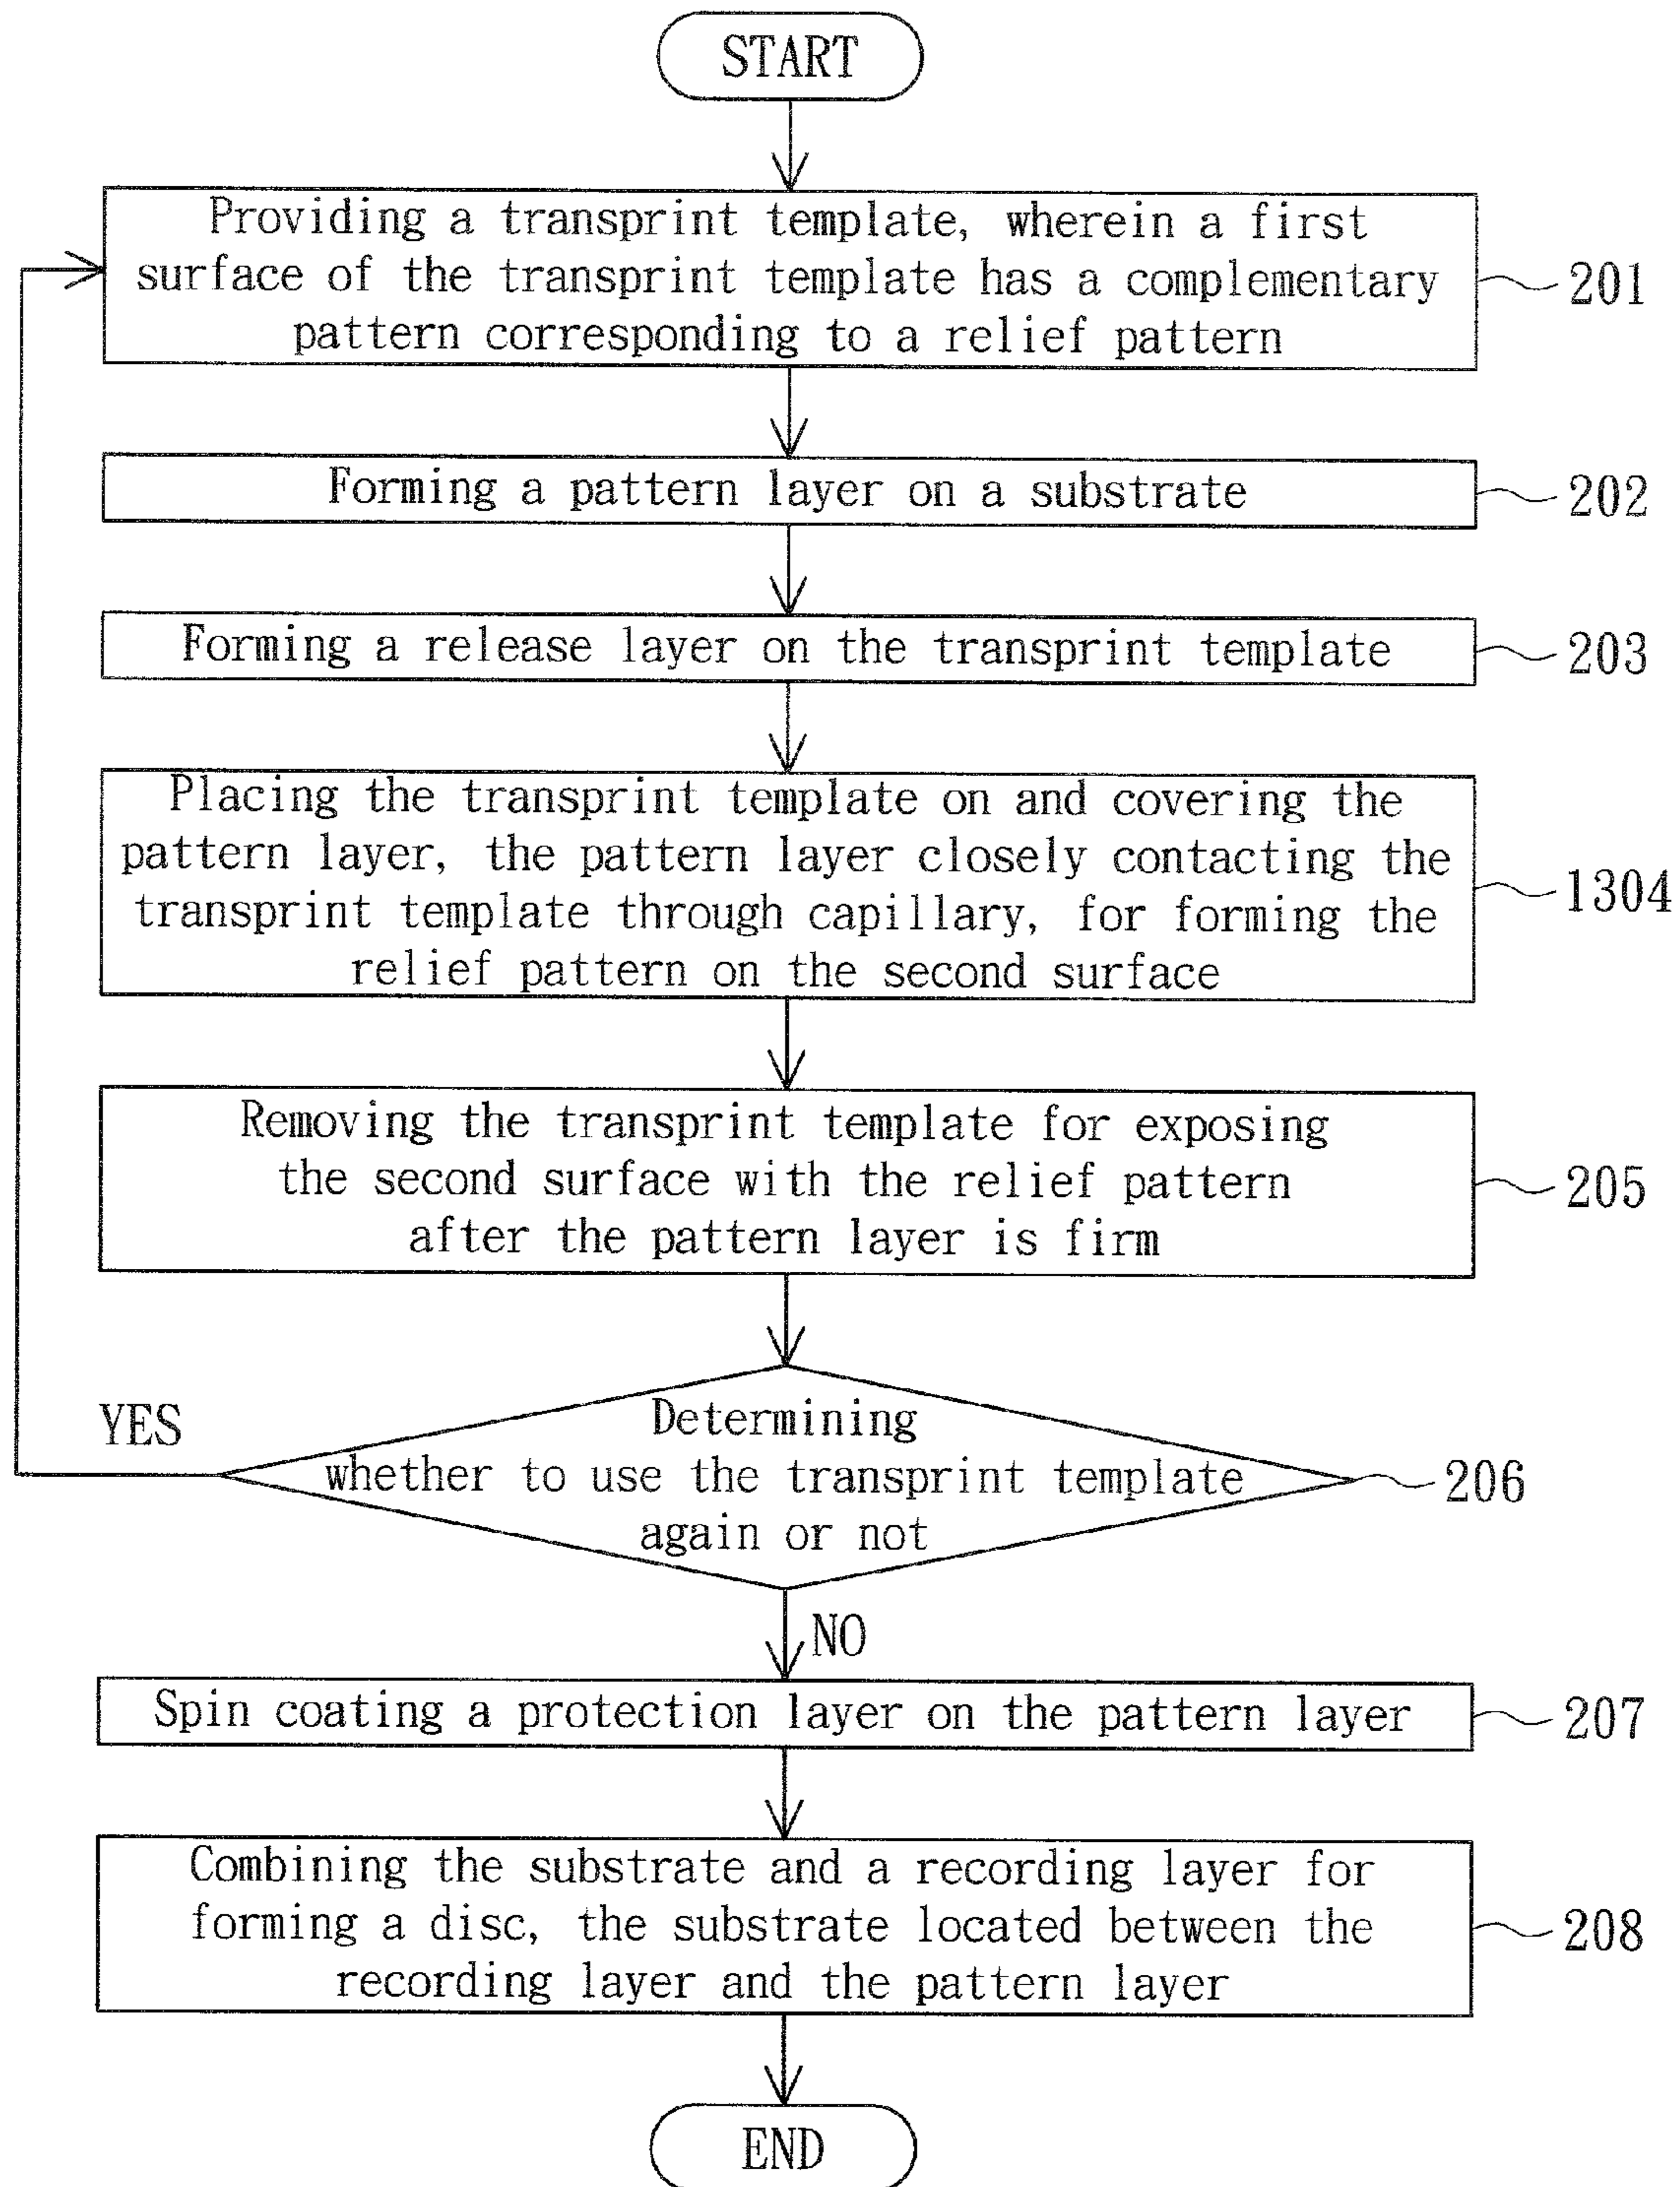 START
Providing a transprint template, wherein a first
surface of the transprint template has a complementary
pattern corresponding to a relief pattern
201
Forming a pattern layer on a substrate
202
Forming a release layer on the transprint template
203
Placing the transprint template on and covering the
pattern layer, the pattern layer closely contacting the
transprint template through capillary, for forming the
relief pattern on the second surface
1304
Removing the transprint template for exposing
the second surface with the relief pattern
after the pattern layer is firm
205
YES
Determining
whether to use the transprint template
again or not
206
NO
Spin coating a protection layer on the pattern layer
207
Combining the substrate and a recording layer for
forming a disc, the substrate located between the
recording layer and the pattern layer
208
END